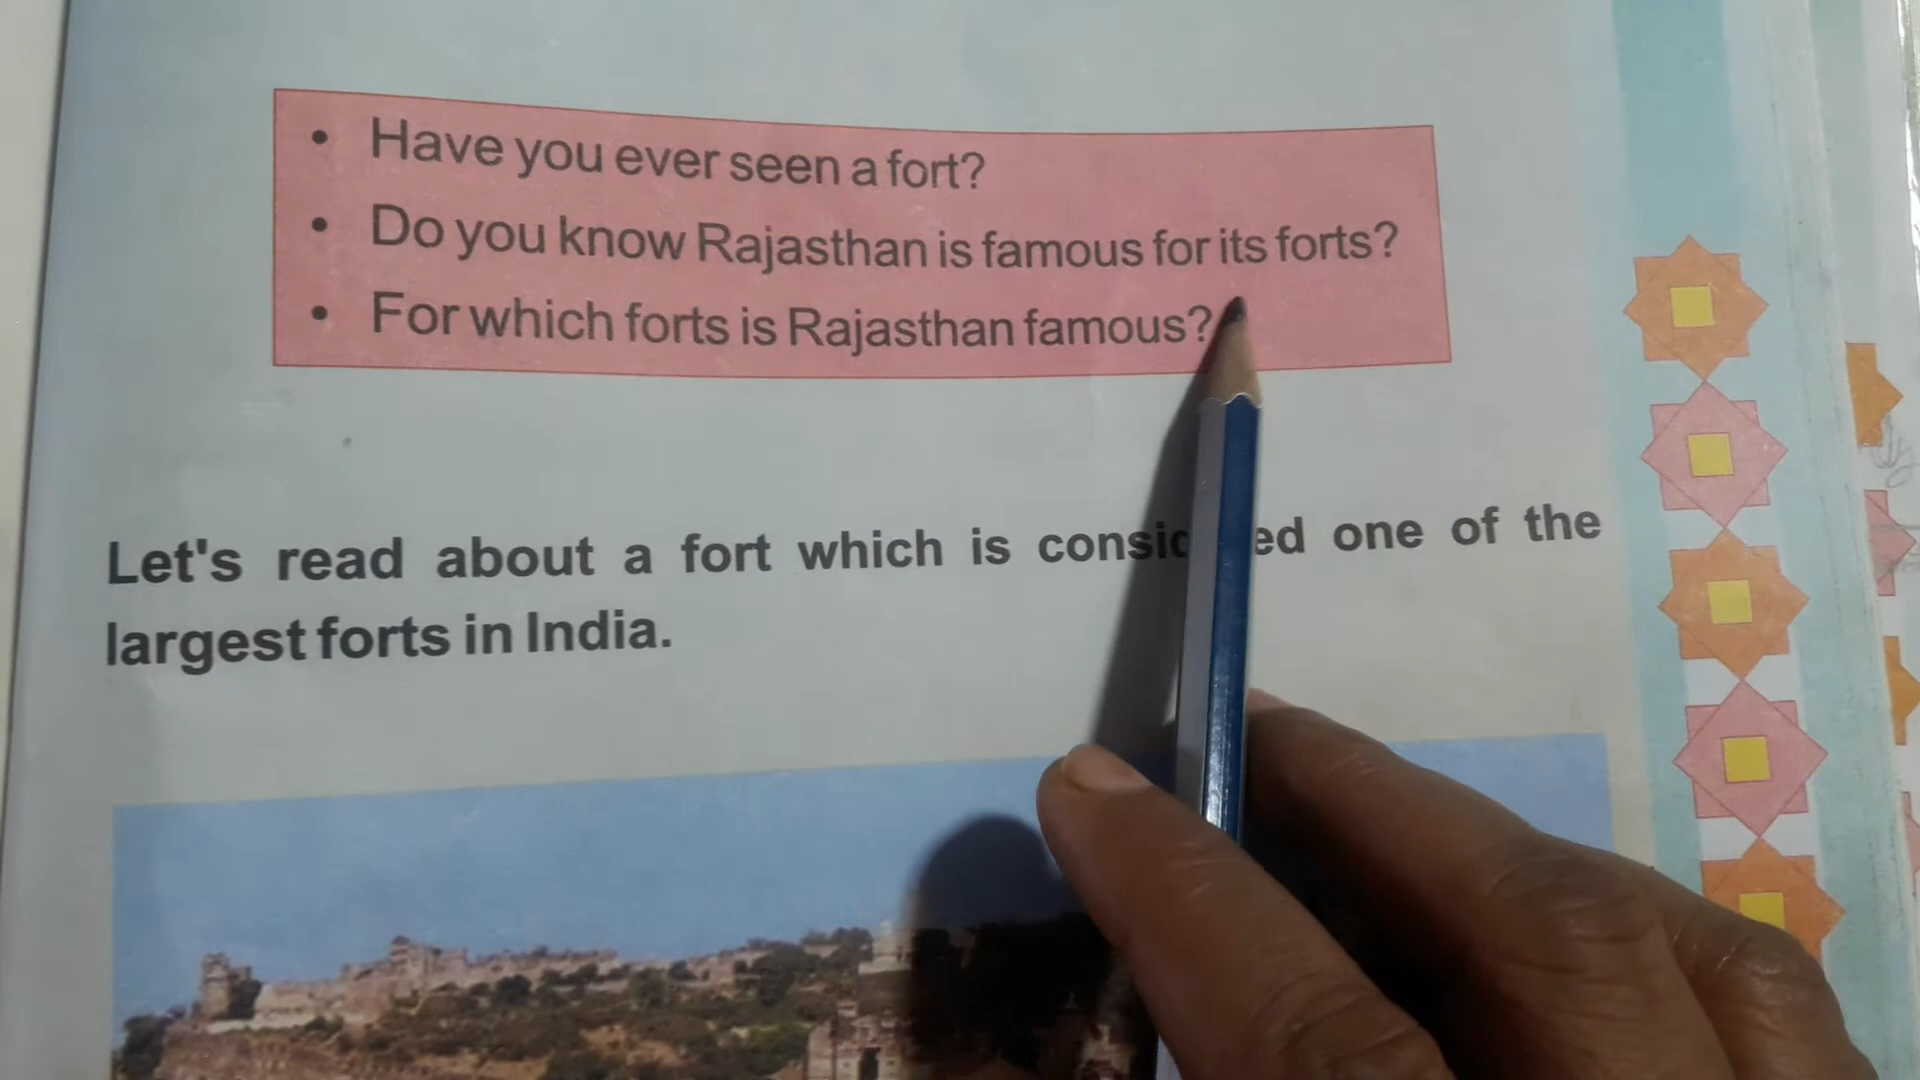 • Have you ever seen a fort?
• Do you know Rajasthan is famous for its forts?
• For which forts is Rajasthan famous?
Let's read about a fort which is one of the
largest forts in India.